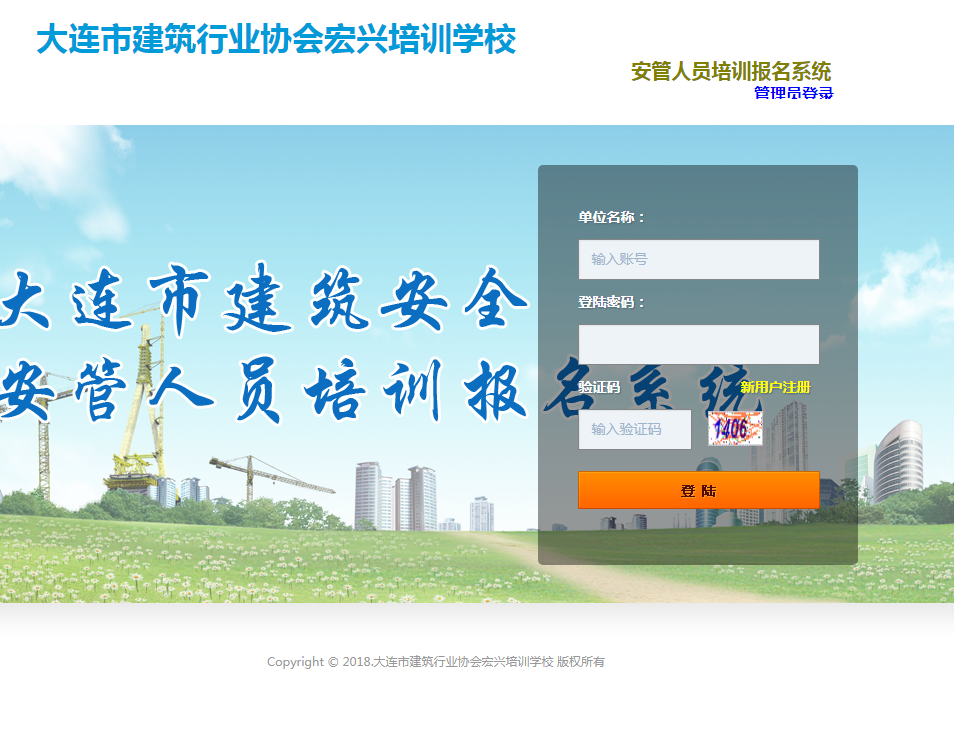 大连市建筑行业协会宏兴培训学校
安管人员培训报名系统
管理员登录
大连市建筑安全
安管人员培训报名系统
单位名称：
输入账号
登陆密码：
验证码 新用户注册
输入验证码 1406
登 陆
Copyright © 2018.大连市建筑行业协会宏兴培训学校 版权所有